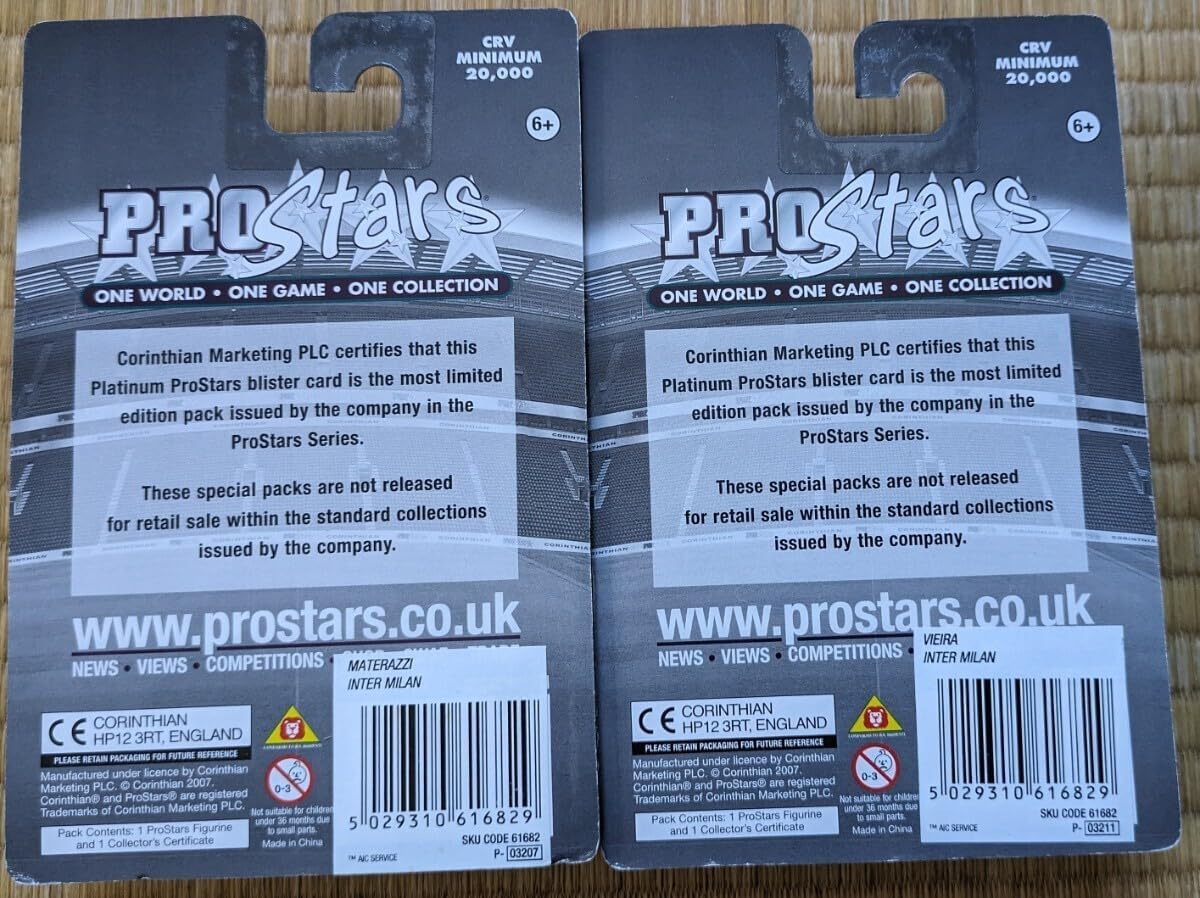 CRV
MINIMUM
20,000
6+
PROStars
ONE WORLD • ONE GAME • ONE COLLECTION
Corinthian Marketing PLC certifies that this
Platinum ProStars blister card is the most limited
edition pack issued by the company in the
ProStars Series.
These special packs are not released
for retail sale within the standard collections
issued by the company.
www.prostars.co.uk
NEWS • VIEWS • COMPETITIONS •
MATERAZZI
INTER MILAN
CE CORINTHIAN
HP12 3RT, ENGLAND
PLEASE RETAIN PACKAGING FOR FUTURE REFERENCE
Manufactured under licence by Corinthian
Marketing PLC. © Corinthian 2007.
Corinthian® and ProStars® are registered
Trademarks of Corinthian Marketing PLC.
Pack Contents: 1 ProStars Figurine
and 1 Collector's Certificate
0-3
Not suitable for children
under 36 months due
to small parts.
Made in China
5 029310 616829
SKU CODE 61682
™ AIC SERVICE
P- 03207
CRV
MINIMUM
20,000
6+
PROStars
ONE WORLD • ONE GAME • ONE COLLECTION
Corinthian Marketing PLC certifies that this
Platinum ProStars blister card is the most limited
edition pack issued by the company in the
ProStars Series.
These special packs are not released
for retail sale within the standard collections
issued by the company.
www.prostars.co.uk
NEWS • VIEWS • COMPETITIONS •
VIEIRA
INTER MILAN
CE CORINTHIAN
HP12 3RT, ENGLAND
PLEASE RETAIN PACKAGING FOR FUTURE REFERENCE
Manufactured under licence by Corinthian
Marketing PLC. © Corinthian 2007.
Corinthian® and ProStars® are registered
Trademarks of Corinthian Marketing PLC.
Pack Contents: 1 ProStars Figurine
and 1 Collector's Certificate
0-3
Not suitable for children
under 36 months due
to small parts.
Made in China
5 029310 616829
SKU CODE 61682
™ AIC SERVICE
P- 03211